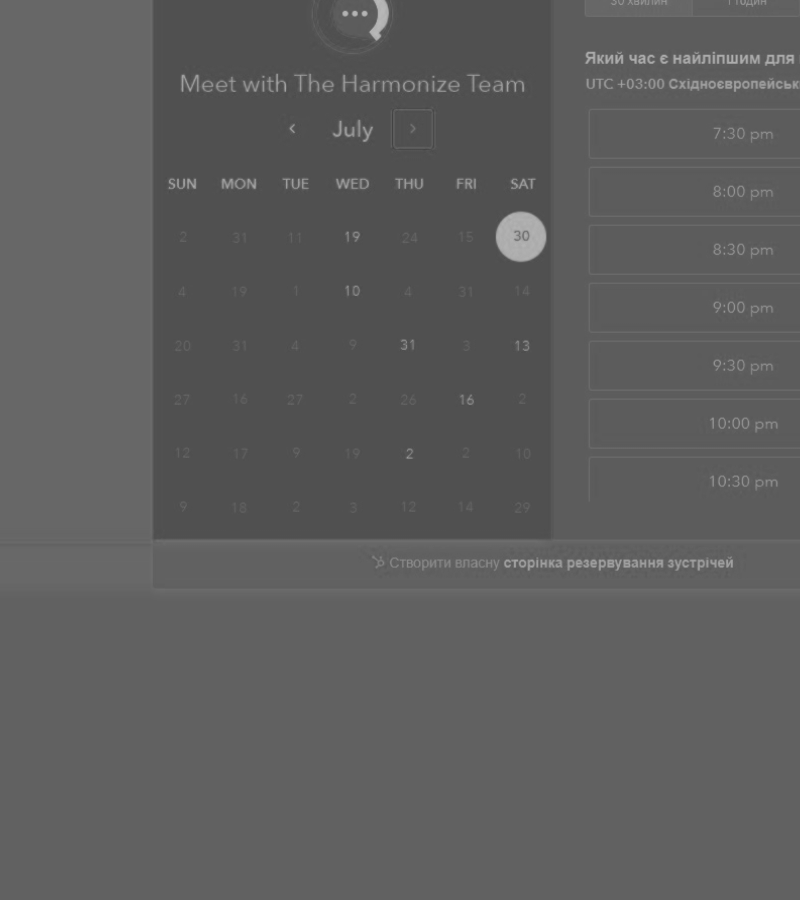 30 хвилин 1 годин
Meet with The Harmonize Team
Який час є найліпшим для
UTC +03:00 Східноєвропейськ
July
SUN MON TUE WED THU FRI SAT
2 31 11 19 24 15 30
4 19 1 10 4 31 14
20 31 4 9 31 3 13
27 16 27 2 26 16 2
12 17 9 19 2 2 10
9 18 2 3 12 14 29
7:30 pm
8:00 pm
8:30 pm
9:00 pm
9:30 pm
10:00 pm
10:30 pm
Створити власну сторінка резервування зустрічей